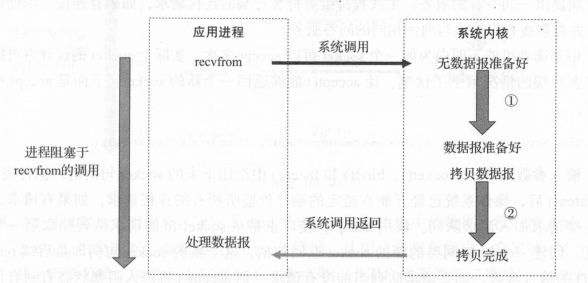 应用进程
系统内核
系统调用
recvfrom
无数据报准备好
①
数据报准备好
进程阻塞于
recvfrom的调用
拷贝数据报
②
系统调用返回
处理数据报
拷贝完成